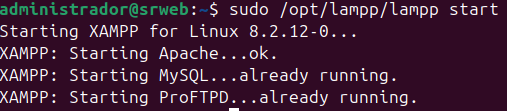 administrador@srweb:~$ sudo /opt/lampp/lampp start
Starting XAMPP for Linux 8.2.12-0...
XAMPP: Starting Apache...ok.
XAMPP: Starting MySQL...already running.
XAMPP: Starting ProFTPD...already running.